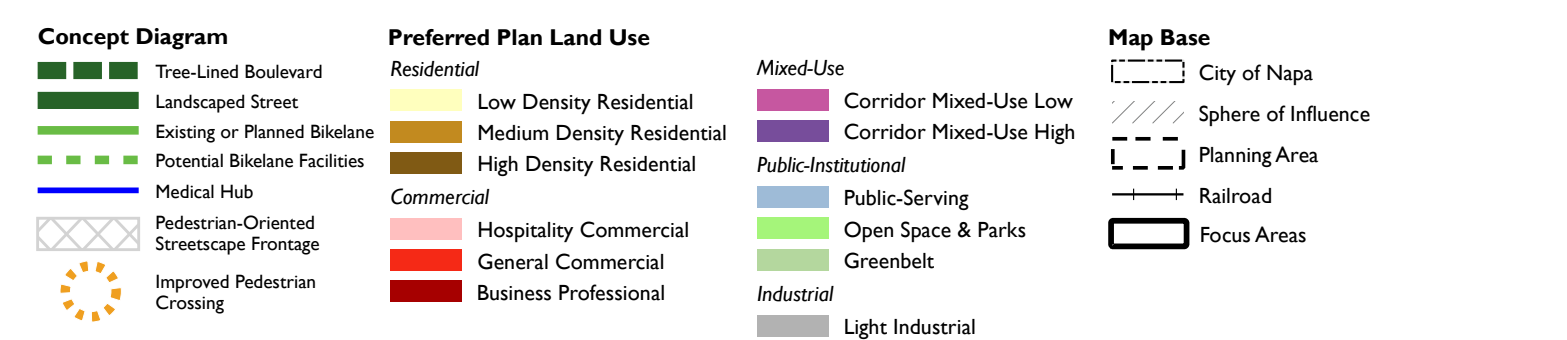 Concept Diagram
Tree-Lined Boulevard
Landscaped Street
Existing or Planned Bikelane
Potential Bikelane Facilities
Medical Hub
Pedestrian-Oriented
Streetscape Frontage
Improved Pedestrian
Crossing
Preferred Plan Land Use
Residential
Low Density Residential
Medium Density Residential
High Density Residential
Commercial
Hospitality Commercial
General Commercial
Business Professional
Mixed-Use
Corridor Mixed-Use Low
Corridor Mixed-Use High
Public-Institutional
Public-Serving
Open Space & Parks
Greenbelt
Industrial
Light Industrial
Map Base
City of Napa
Sphere of Influence
Planning Area
Railroad
Focus Areas